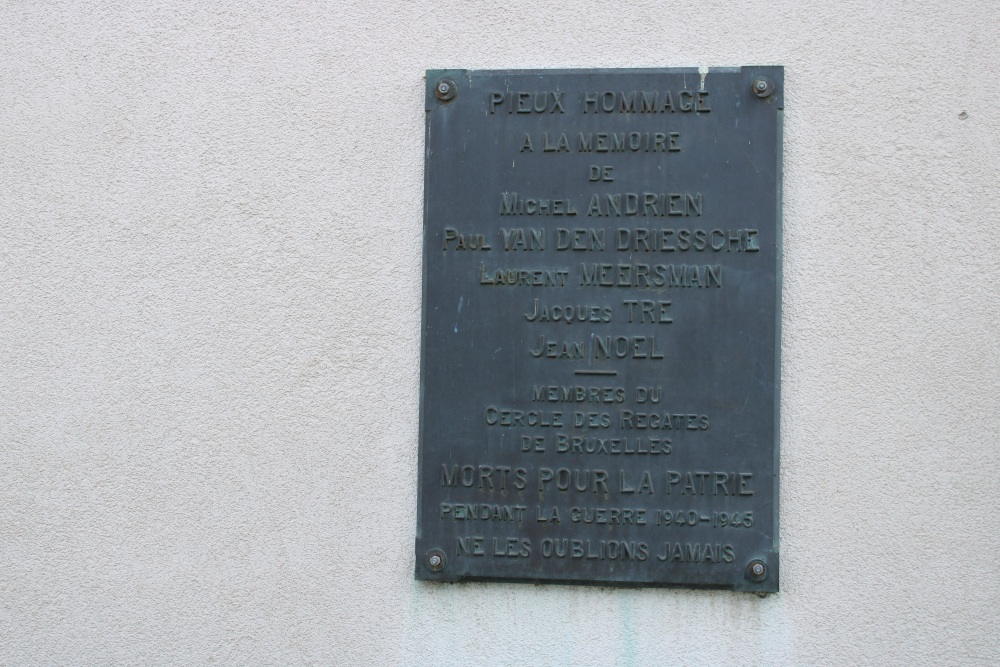 PIEUX HOMMAGE
A LA MEMOIRE
DE
MICHEL ANDRIEN
PAUL VAN DEN DRIESSCHE
LAURENT MEERSMAN
JACQUES TRE
JEAN NOEL
MEMBRES DU
CERCLE DES REGATES
DE BRUXELLES
MORTS POUR LA PATRIE
PENDANT LA GUERRE 1940-1945
NE LES OUBLIONS JAMAIS